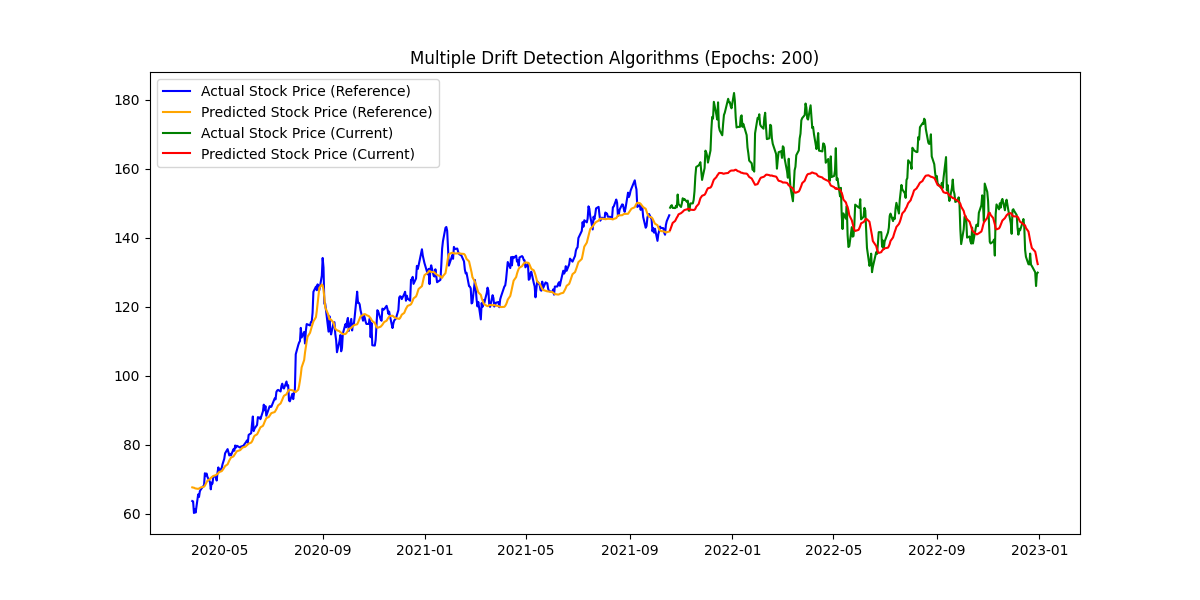 Multiple Drift Detection Algorithms (Epochs: 200)
Actual Stock Price (Reference)
Predicted Stock Price (Reference)
Actual Stock Price (Current)
Predicted Stock Price (Current)
180
160
140
120
100
80
60
2020-05 2020-09 2021-01 2021-05 2021-09 2022-01 2022-05 2022-09 2023-01